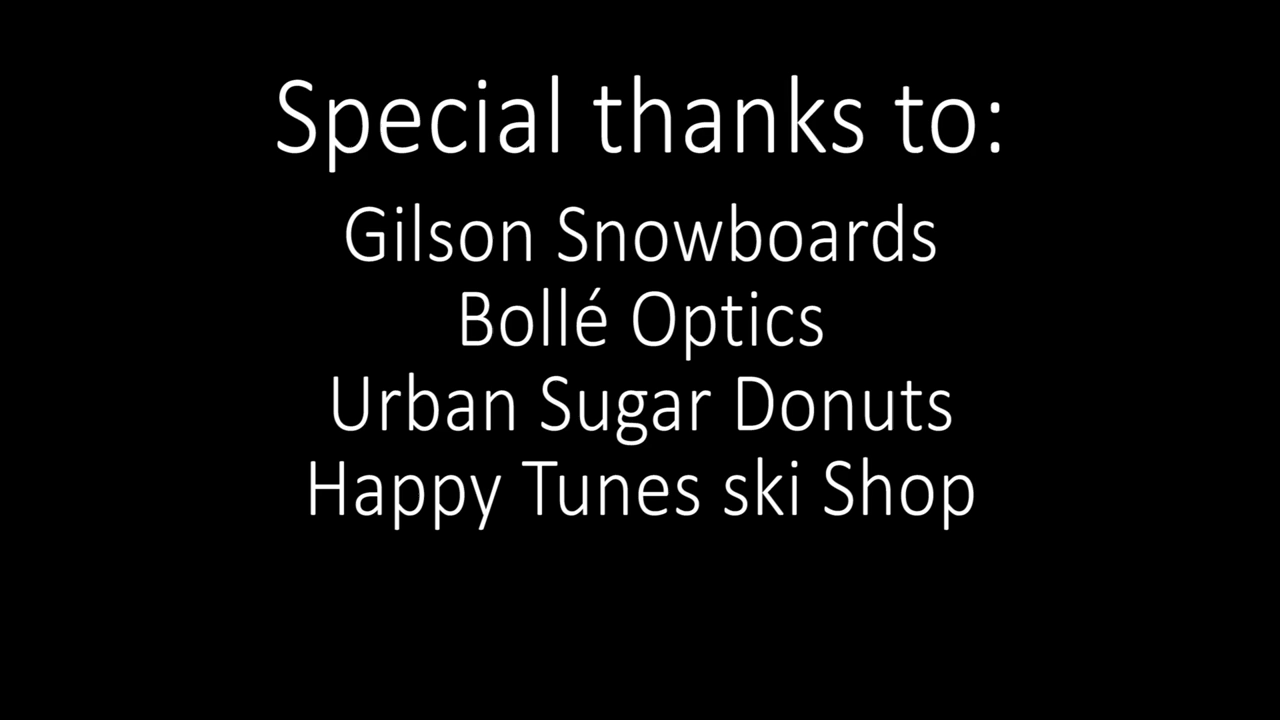 Special thanks to:
Gilson Snowboards
Bollé Optics
Urban Sugar Donuts
Happy Tunes ski Shop